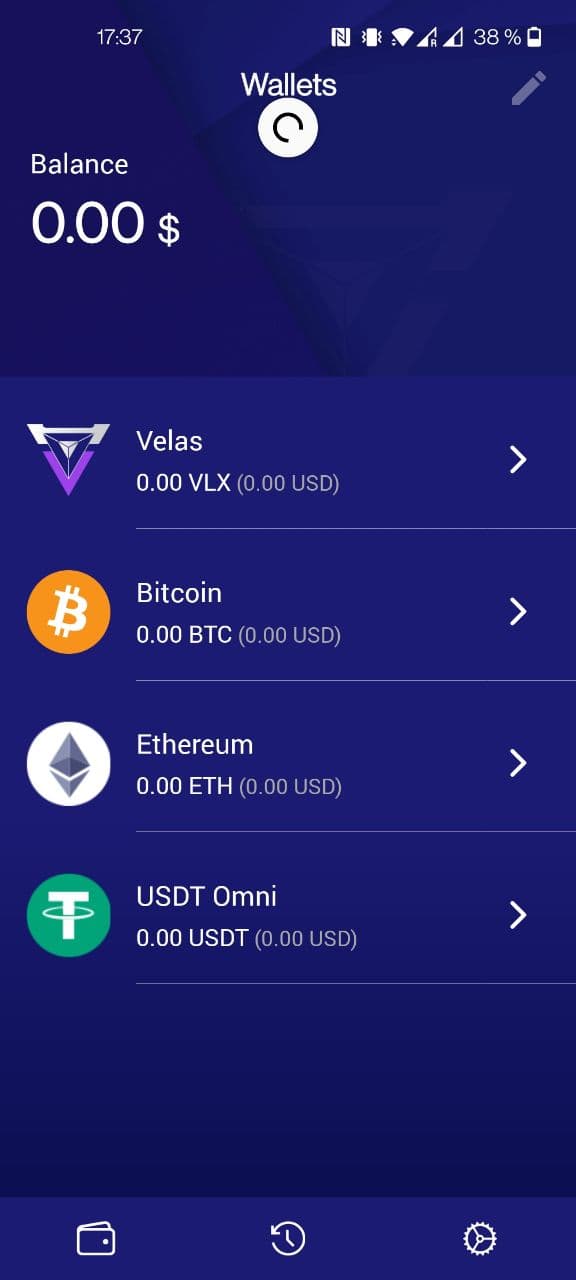 17:37
38 %
Wallets
Balance
0.00 $
Velas
0.00 VLX (0.00 USD)
Bitcoin
0.00 BTC (0.00 USD)
Ethereum
0.00 ETH (0.00 USD)
USDT Omni
0.00 USDT (0.00 USD)